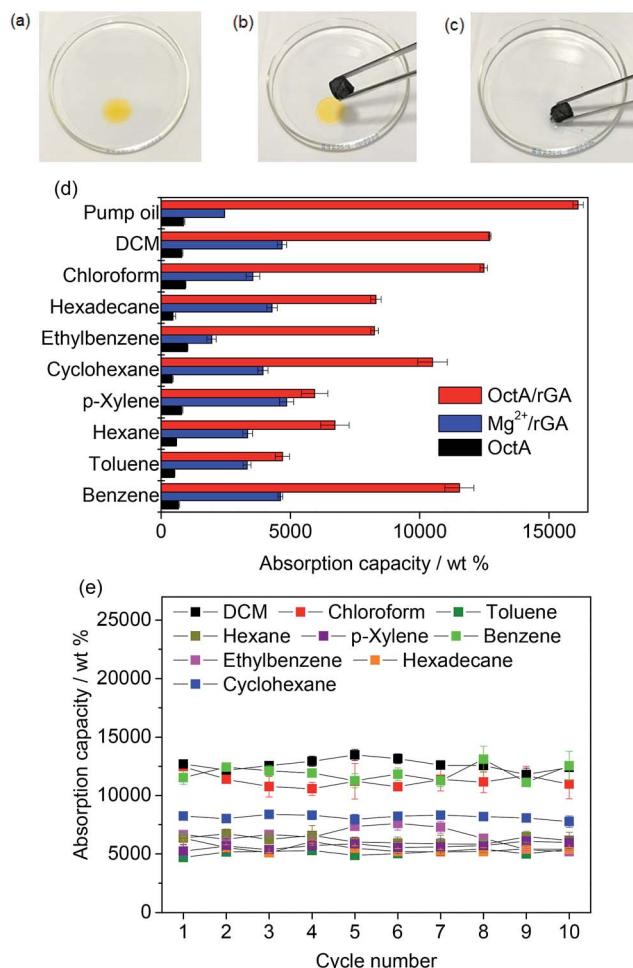 (a)
(b)
(c)
(d)
Pump oil
DCM
Chloroform
Hexadecane
Ethylbenzene
Cyclohexane
p-Xylene
Hexane
Toluene
Benzene
OctA/rGA
Mg²⁺/rGA
OctA
0 5000 10000 15000
Absorption capacity / wt %
(e)
DCM Chloroform Toluene
Hexane p-Xylene Benzene
Ethylbenzene Hexadecane
Cyclohexane
25000
20000
15000
10000
5000
0
Absorption capacity / wt %
1 2 3 4 5 6 7 8 9 10
Cycle number